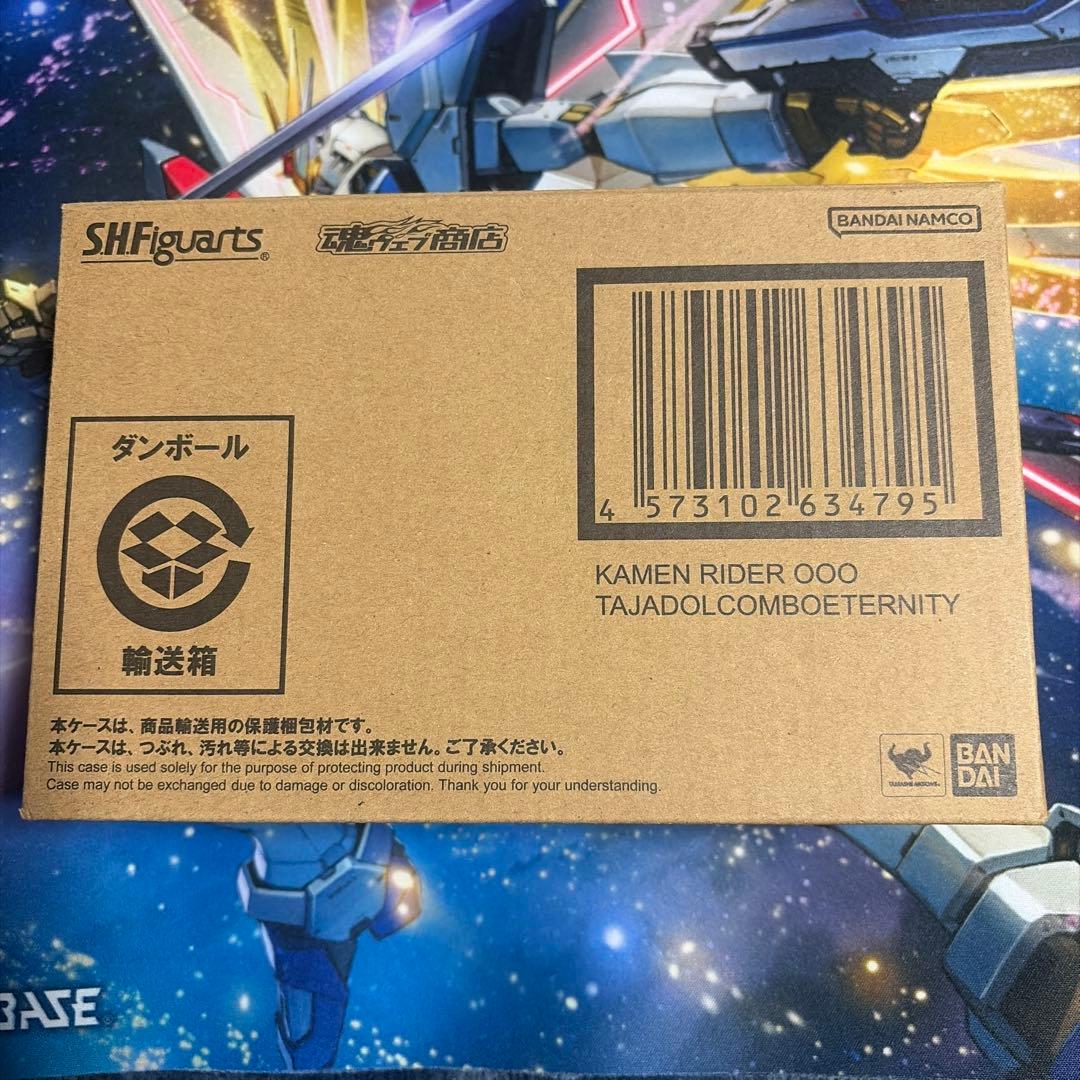 S.H.Figuarts®
魂ウェブ商店
BANDAI NAMCO
4 573102 634795
KAMEN RIDER OOO
TAJADOLCOMBOETERNITY
ダンボール
輸送箱
本ケースは、商品輸送用の保護梱包材です。
本ケースは、つぶれ、汚れ等による交換は出来ません。ご了承ください。
This case is used solely for the purpose of protecting product during shipment.
Case may not be exchanged due to damage or discoloration. Thank you for your understanding.
TAMASHII NATIONS
BAN
DAI
BASE